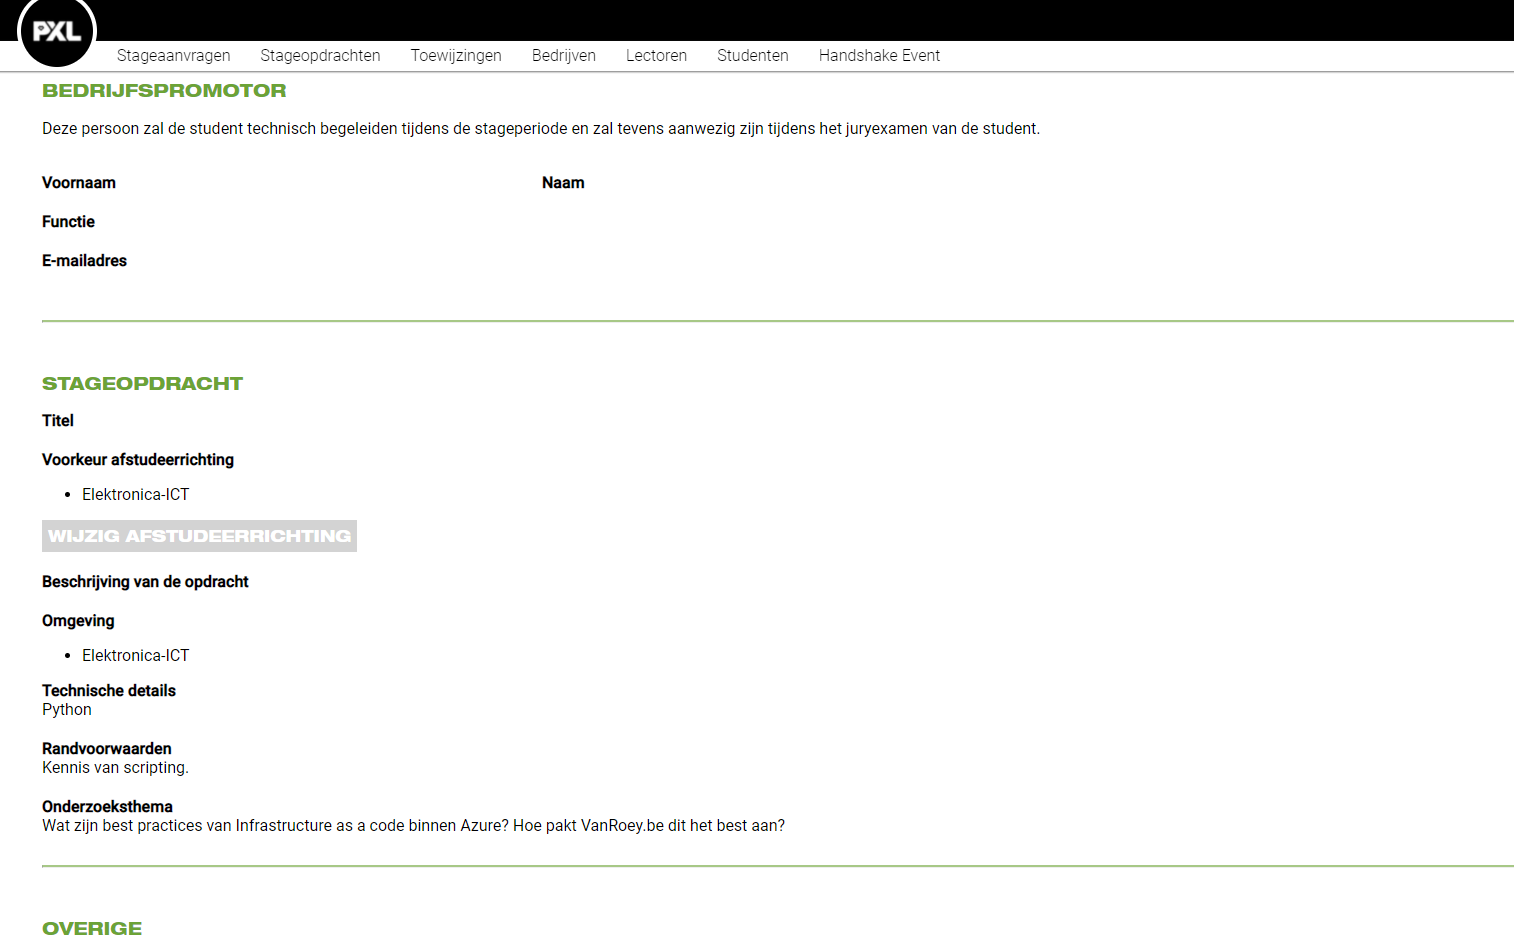 PXL
Stageaanvragen Stageopdrachten Toewijzingen Bedrijven Lectoren Studenten Handshake Event
BEDRIJFSPROMOTOR
Deze persoon zal de student technisch begeleiden tijdens de stageperiode en zal tevens aanwezig zijn tijdens het juryexamen van de student.
Voornaam Naam
Functie
E-mailadres
STAGEOPDRACHT
Titel
Voorkeur afstudeerrichting
• Elektronica-ICT
WIJZIG AFSTUDEERRICHTING
Beschrijving van de opdracht
Omgeving
• Elektronica-ICT
Technische details
Python
Randvoorwaarden
Kennis van scripting.
Onderzoeksthema
Wat zijn best practices van Infrastructure as a code binnen Azure? Hoe pakt VanRoey.be dit het best aan?
OVERIGE